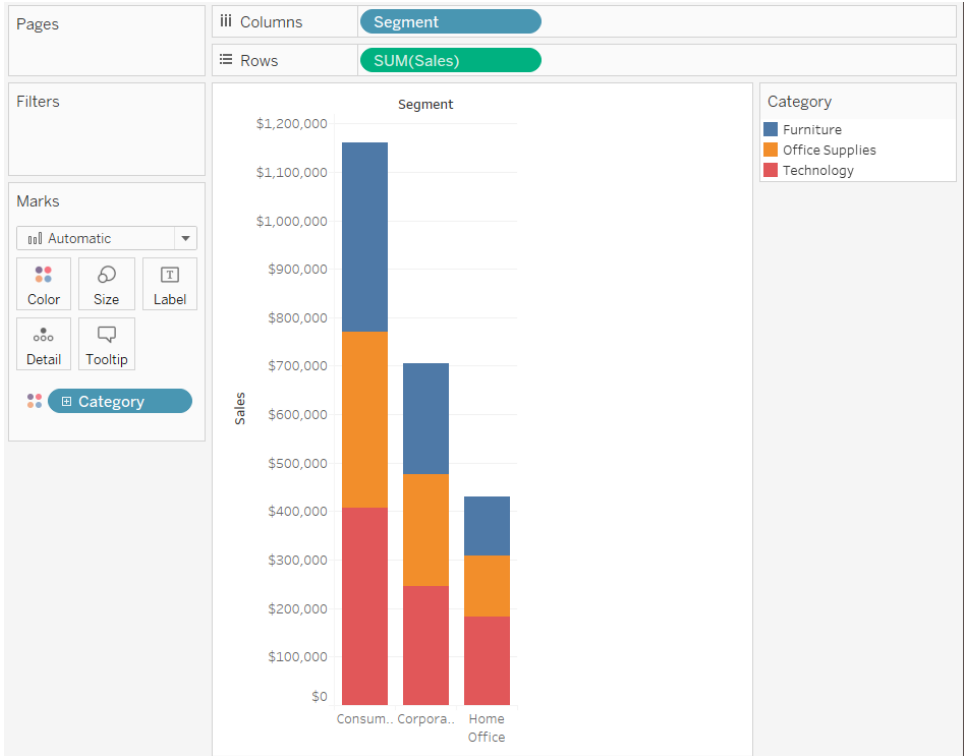 Pages
Columns
Segment
Rows
SUM(Sales)
Filters
Marks
Automatic
Color
Size
T
Label
Detail
Tooltip
Category
Segment
$1,200,000
$1,100,000
$1,000,000
$900,000
$800,000
$700,000
$600,000
$500,000
$400,000
$300,000
$200,000
$100,000
$0
Sales
Consum.. Corpora.. Home
Office
Category
Furniture
Office Supplies
Technology